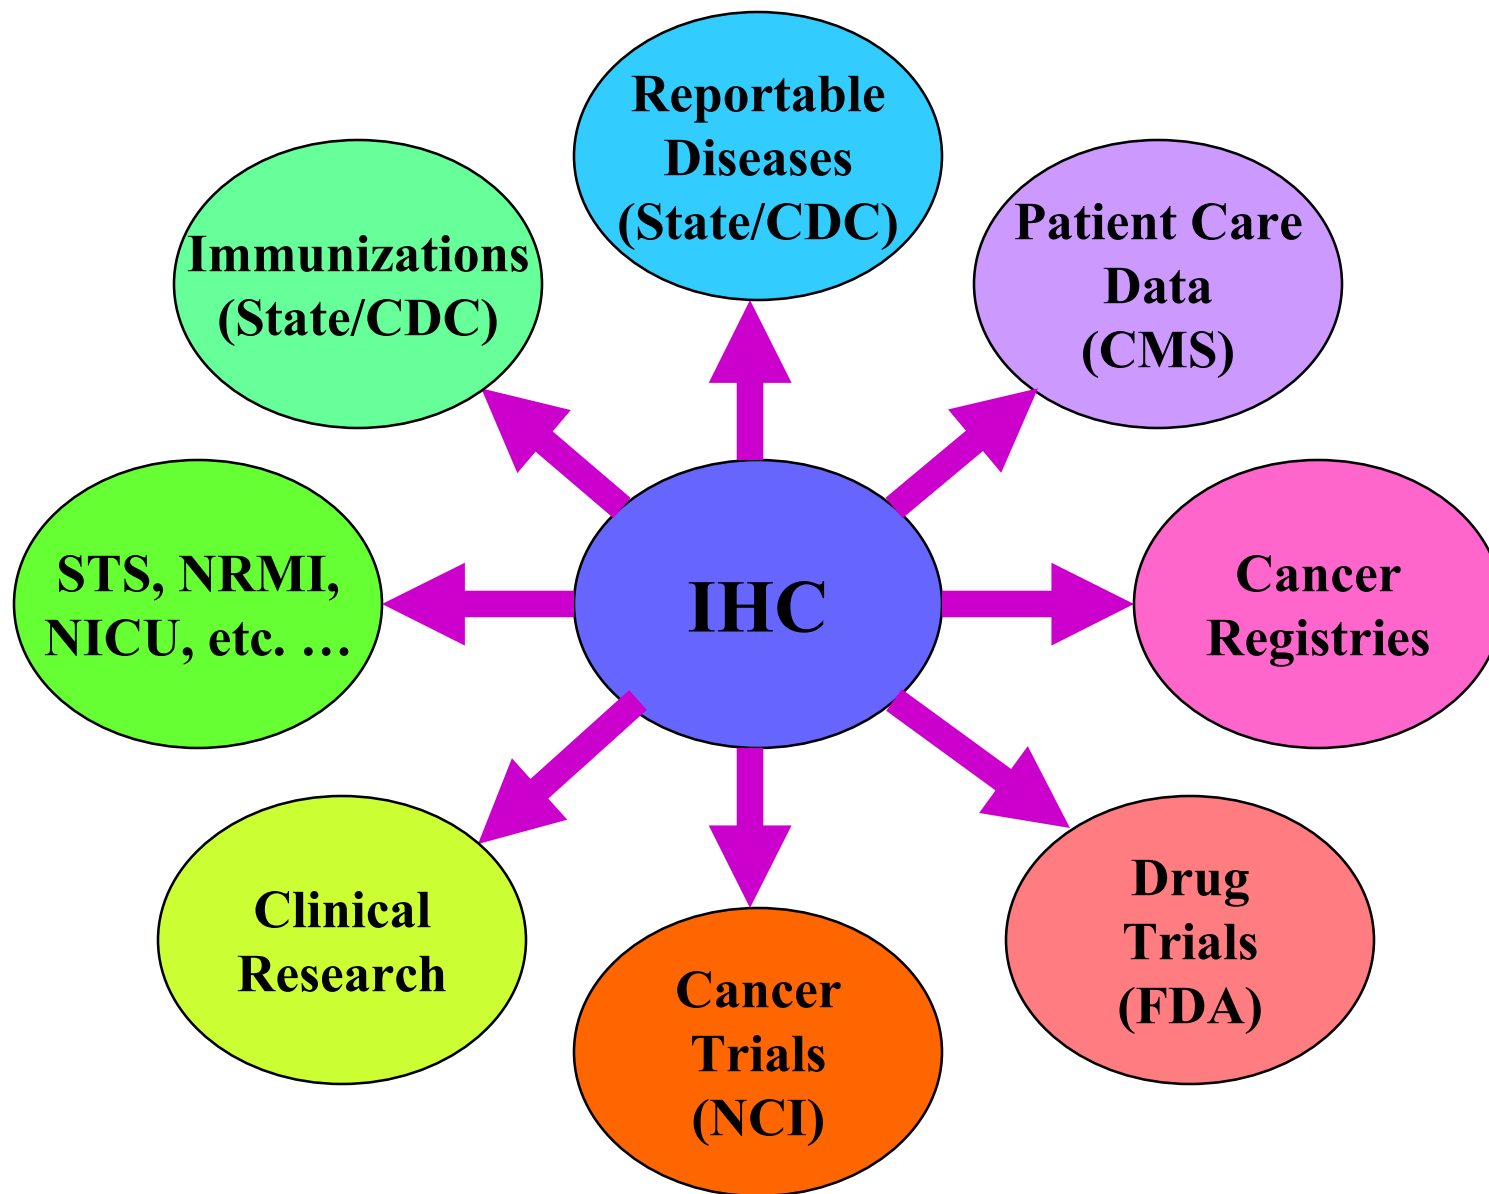 Reportable
Diseases
(State/CDC)
Immunizations
(State/CDC)
Patient Care
Data
(CMS)
STS, NRMI,
NICU, etc. …
IHC
Cancer
Registries
Clinical
Research
Cancer
Trials
(NCI)
Drug
Trials
(FDA)